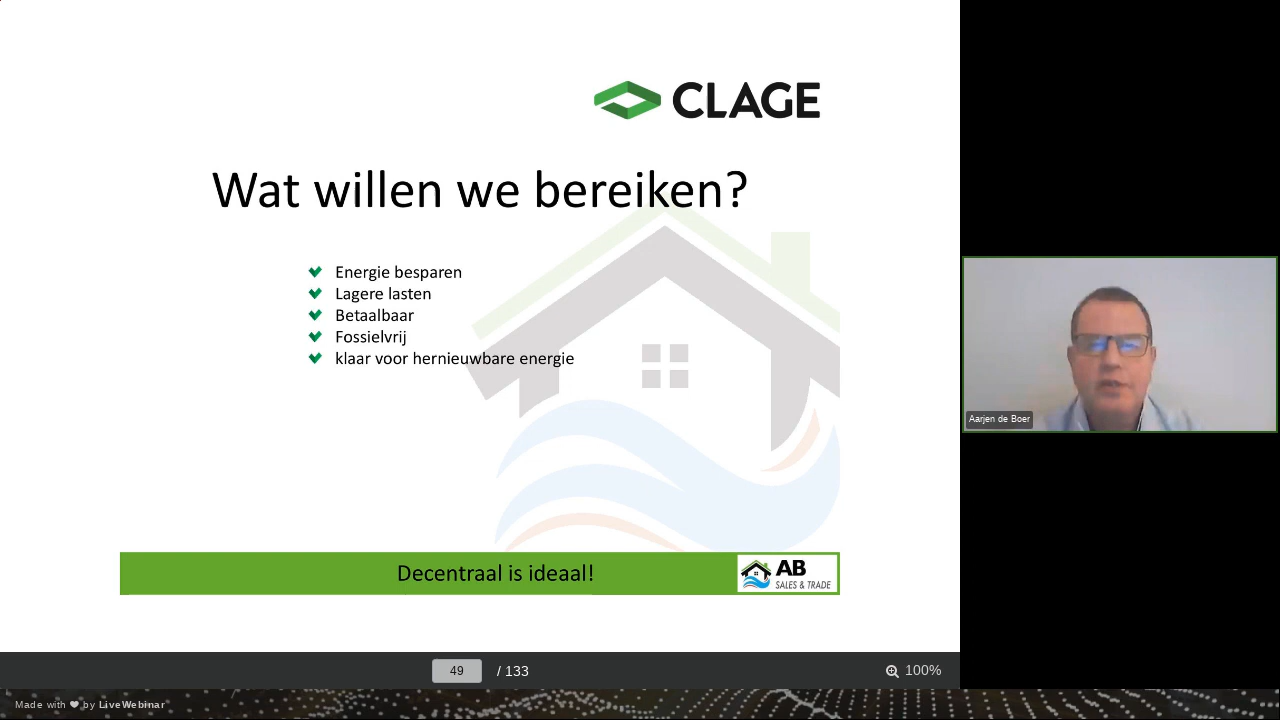 CLAGE
Wat willen we bereiken?
Energie besparen
Lagere lasten
Betaalbaar
Fossielvrij
klaar voor hernieuwbare energie
Aarjen de Boer
Decentraal is ideaal!
AB
SALES & TRADE
49 / 133
100%
Made with ❤ by LiveWebinar